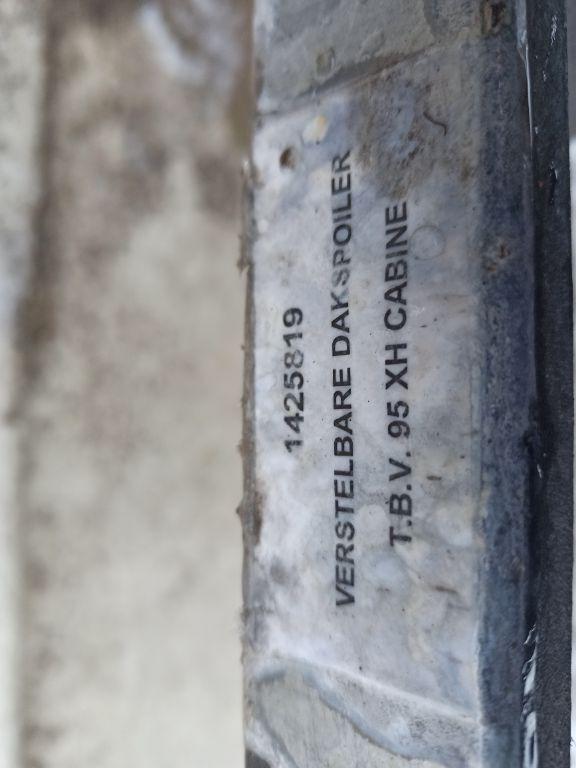 1425819
VERSTELBARE DAKSPOILER
T.B.V. 95 XH CABINE